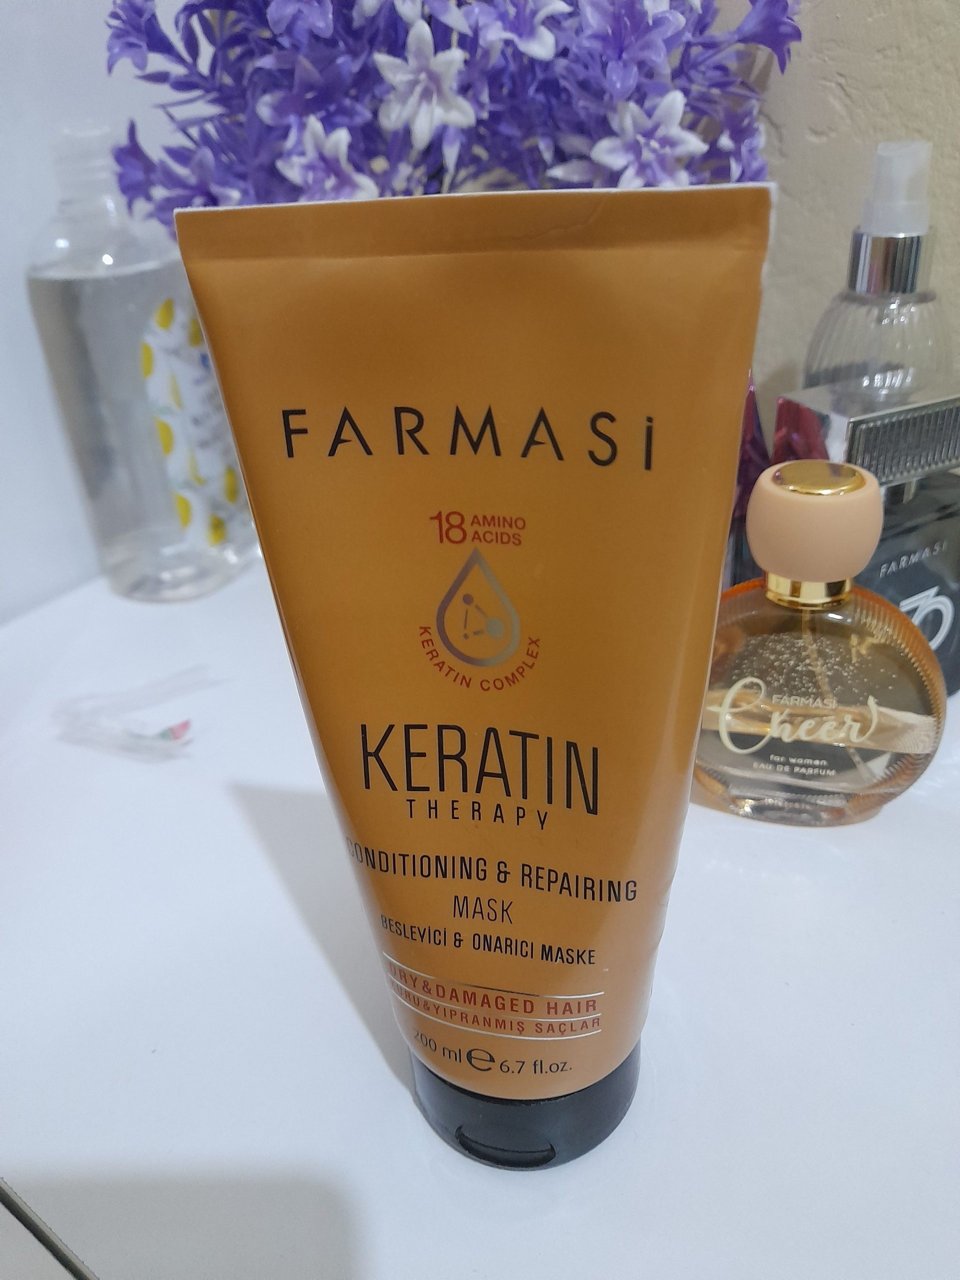 FARMASi
18 AMINO
ACIDS
KERATIN COMPLEX
KERATIN
THERAPY
CONDITIONING & REPAIRING
MASK
BESLEYİCİ & ONARICI MASKE
DRY&DAMAGED HAIR
KURU&YIPRANMIŞ SAÇLAR
200 ml e 6.7 fl.oz.
FARMASi
FARMASi
Cheer
for women
EAU DE PARFUM